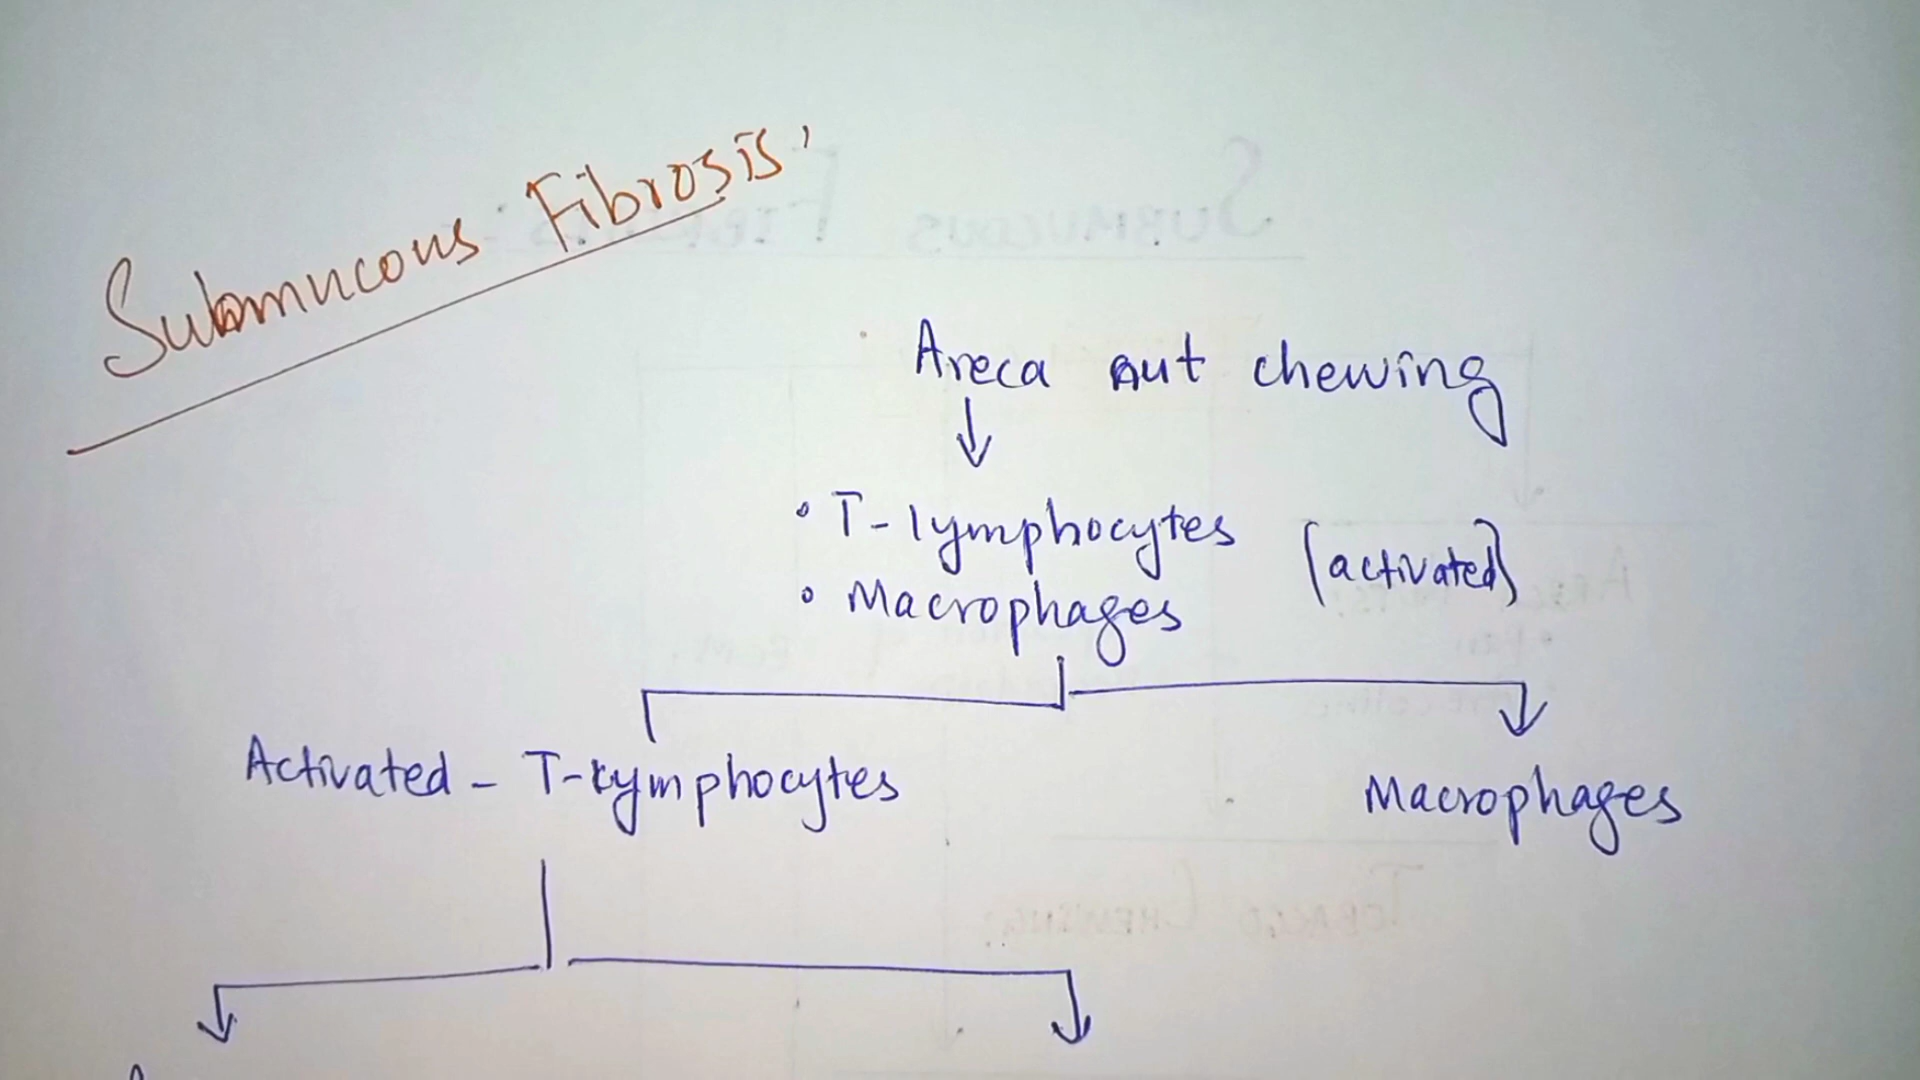 Submucous Fibrosis'
Areca nut chewing
• T-lymphocytes
(activated)
• Macrophages
Activated - T-lymphocytes
Macrophages